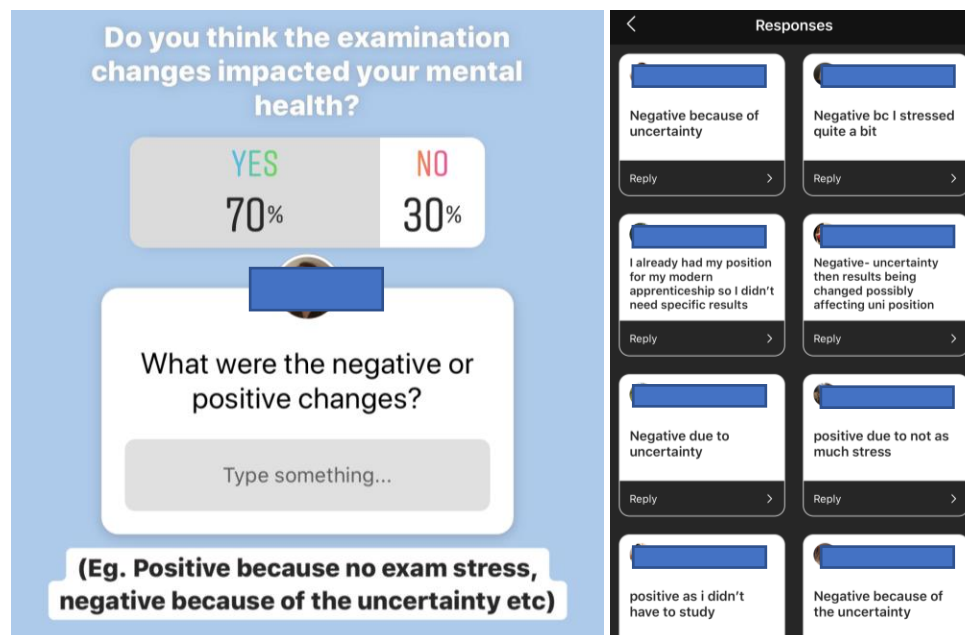 Do you think the examination
changes impacted your mental
health?
YES
70%
NO
30%
What were the negative or
positive changes?
Type something...
(Eg. Positive because no exam stress,
negative because of the uncertainty etc)
Responses
Negative because of
uncertainty
Reply
Negative bc I stressed
quite a bit
Reply
I already had my position
for my modern
apprenticeship so I didn't
need specific results
Reply
Negative- uncertainty
then results being
changed possibly
affecting uni position
Reply
Negative due to
uncertainty
Reply
positive due to not as
much stress
Reply
positive as i didn't
have to study
Negative because of
the uncertainty